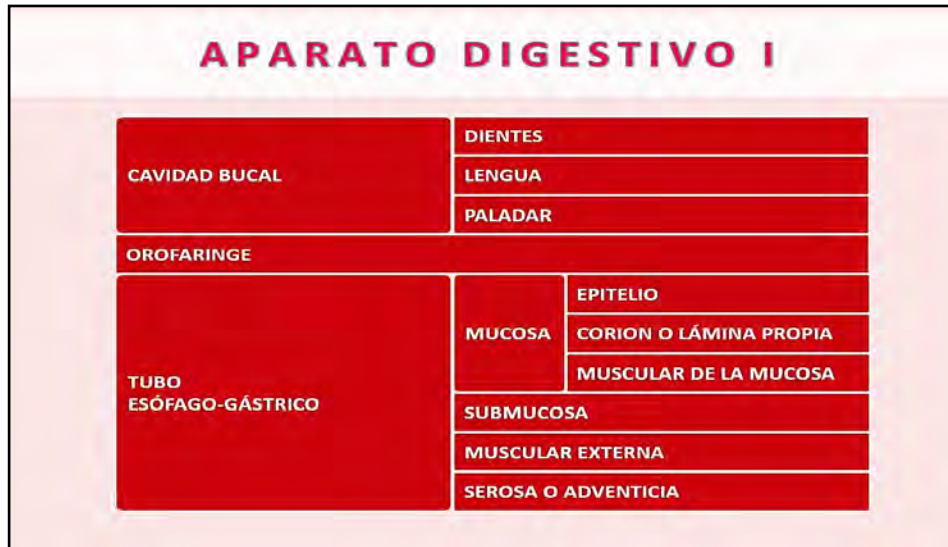 APARATO DIGESTIVO I
CAVIDAD BUCAL
DIENTES
LENGUA
PALADAR
OROFARINGE
TUBO
ESÓFAGO-GÁSTRICO
MUCOSA
EPITELIO
CORION O LÁMINA PROPIA
MUSCULAR DE LA MUCOSA
SUBMUCOSA
MUSCULAR EXTERNA
SEROSA O ADVENTICIA